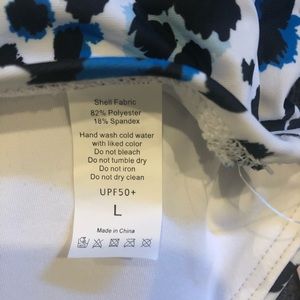 Shell Fabric
82% Polyester
18% Spandex
Hand wash cold water
with liked color
Do not bleach
Do not tumble dry
Do not iron
Do not dry clean
UPF50+
L
Made in China